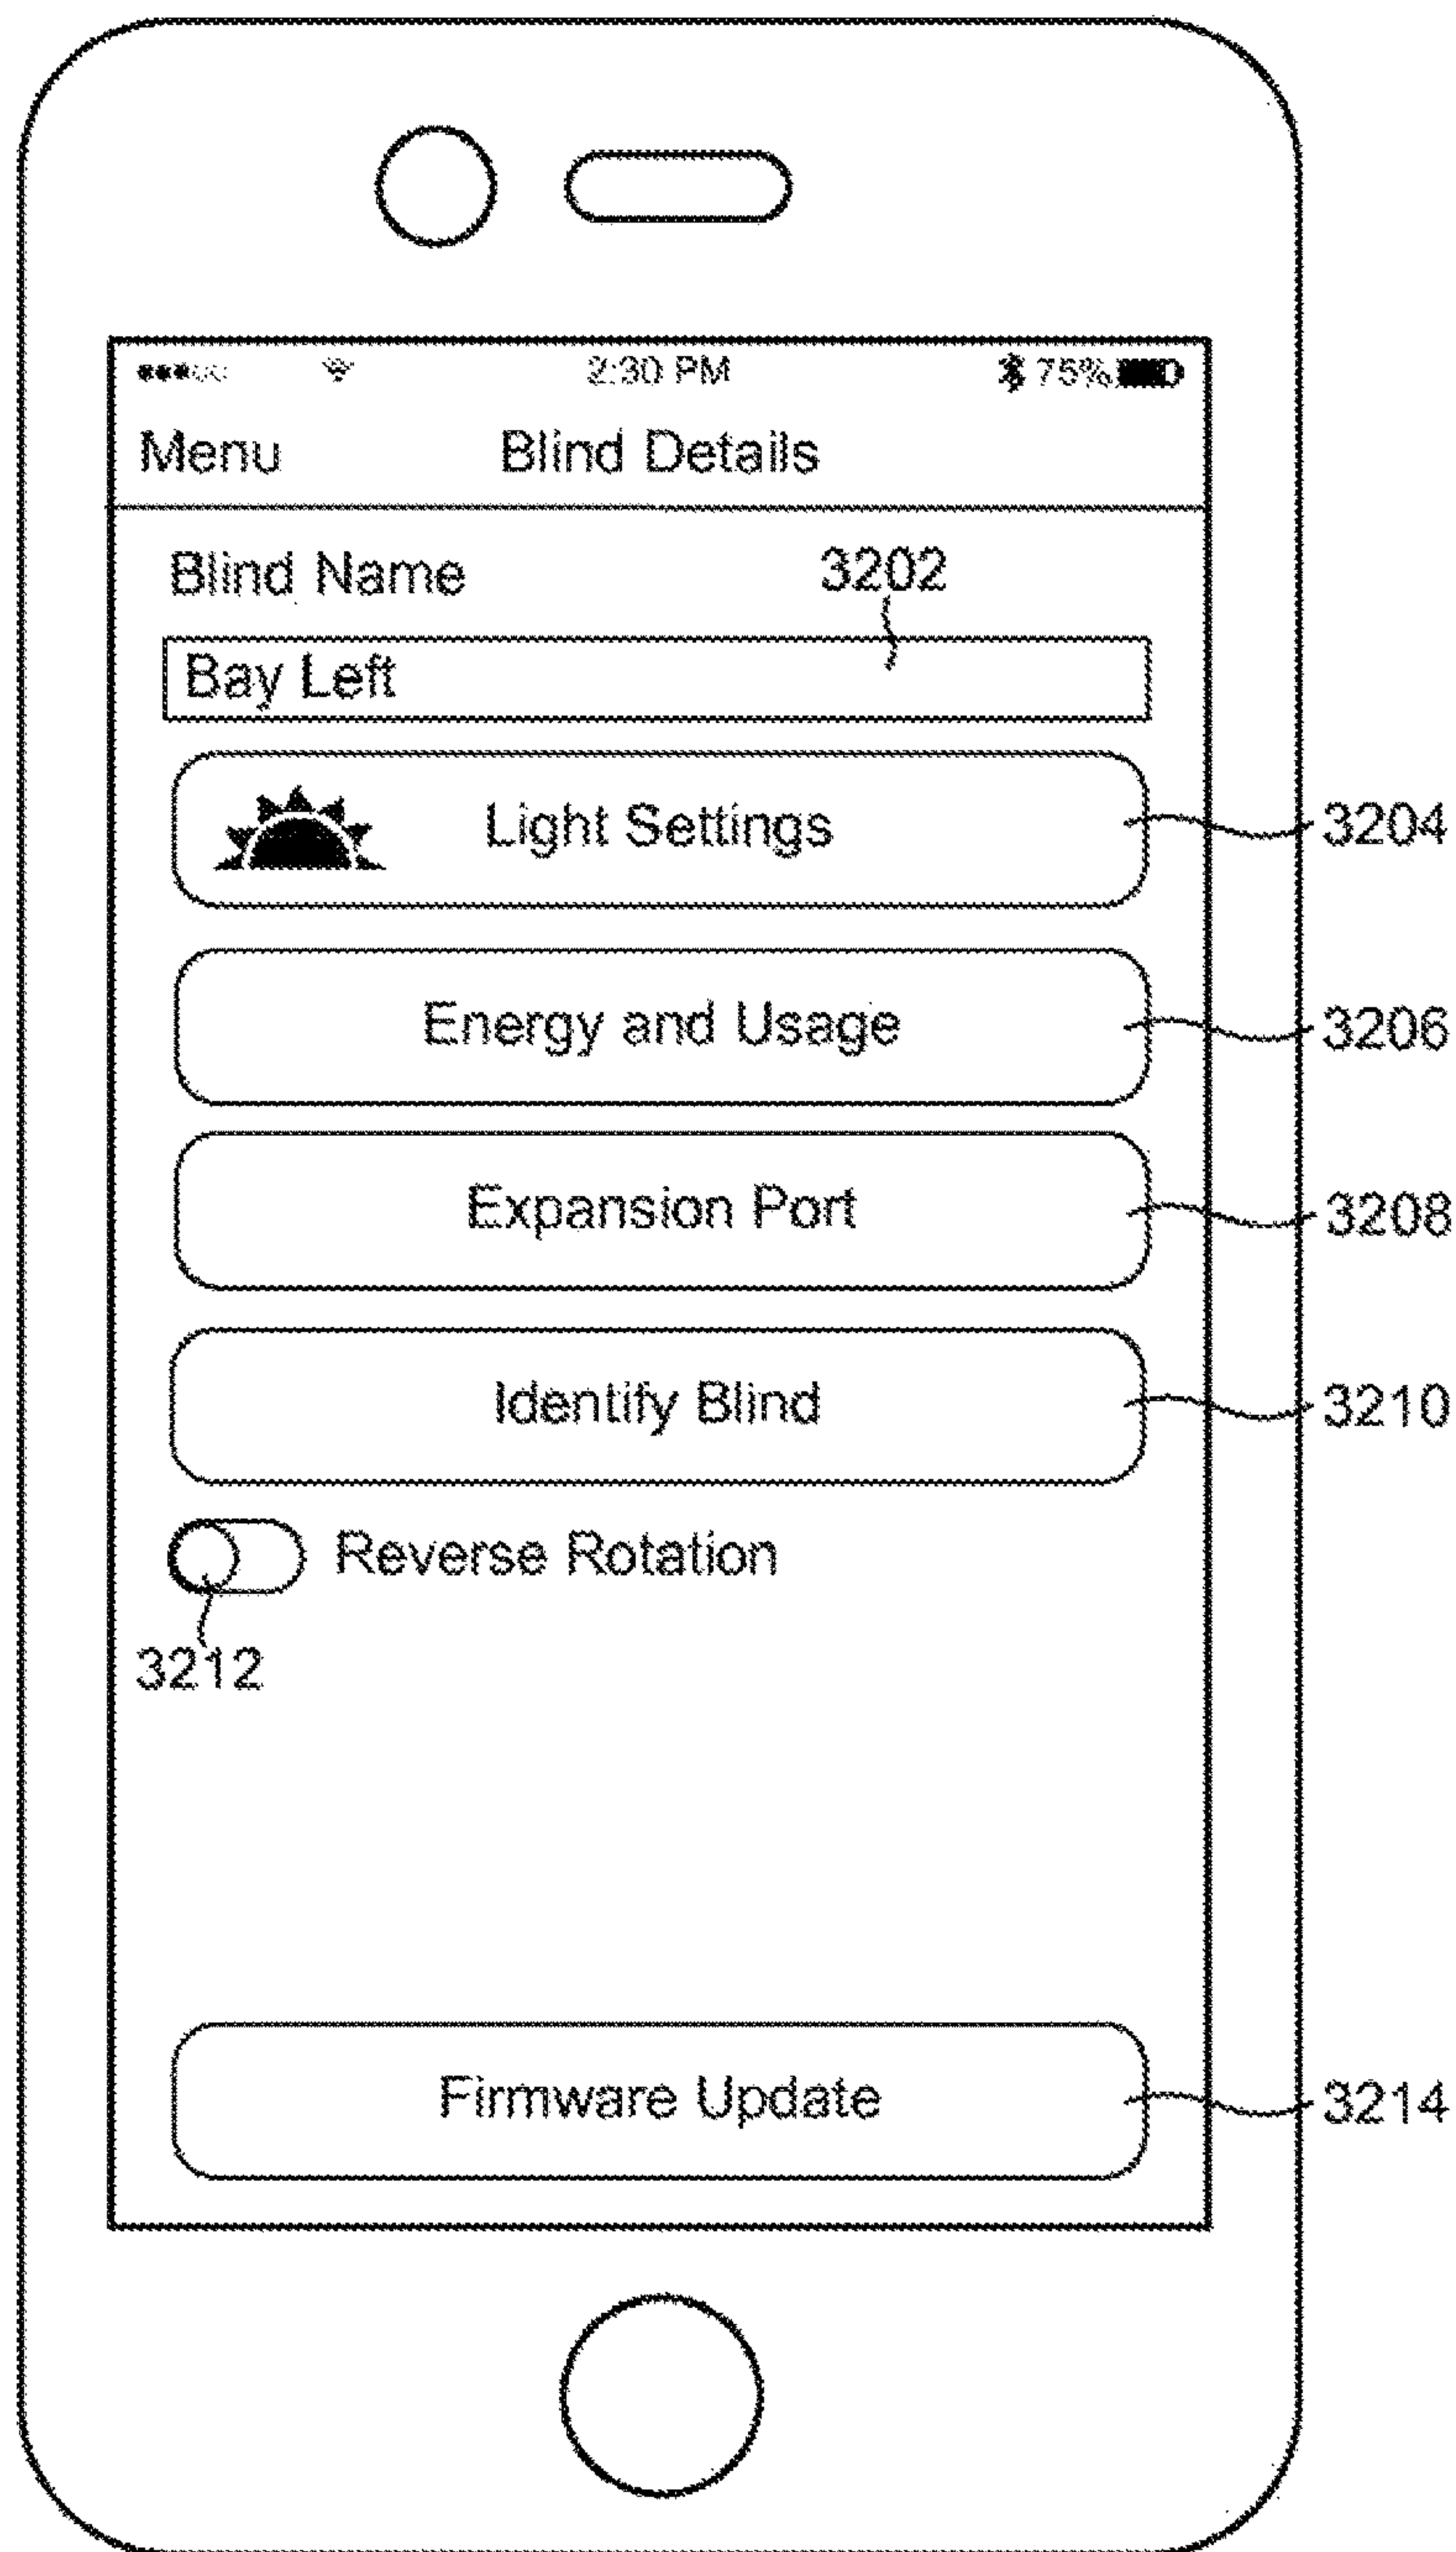 2:30 PM 75%
Menu Blind Details
Blind Name 3202
Bay Left
Light Settings 3204
Energy and Usage 3206
Expansion Port 3208
Identify Blind 3210
Reverse Rotation
3212
Firmware Update 3214